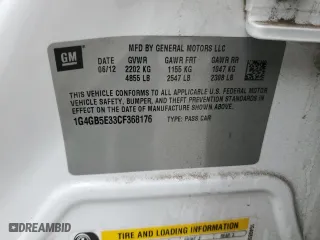 GM
MFD BY GENERAL MOTORS LLC
DATE GVWR GAWR FRT GAWR RR
06/12 2202 KG 1155 KG 1047 KG
4855 LB 2547 LB 2308 LB
THIS VEHICLE CONFORMS TO ALL APPLICABLE U.S. FEDERAL MOTOR
VEHICLE SAFETY, BUMPER, AND THEFT PREVENTION STANDARDS IN
EFFECT ON THE DATE OF MANUFACTURE SHOWN ABOVE.
1G4GB5E33CF368176 TYPE: PASS CAR
TIRE AND LOADING INFORMATION
DREAMBID